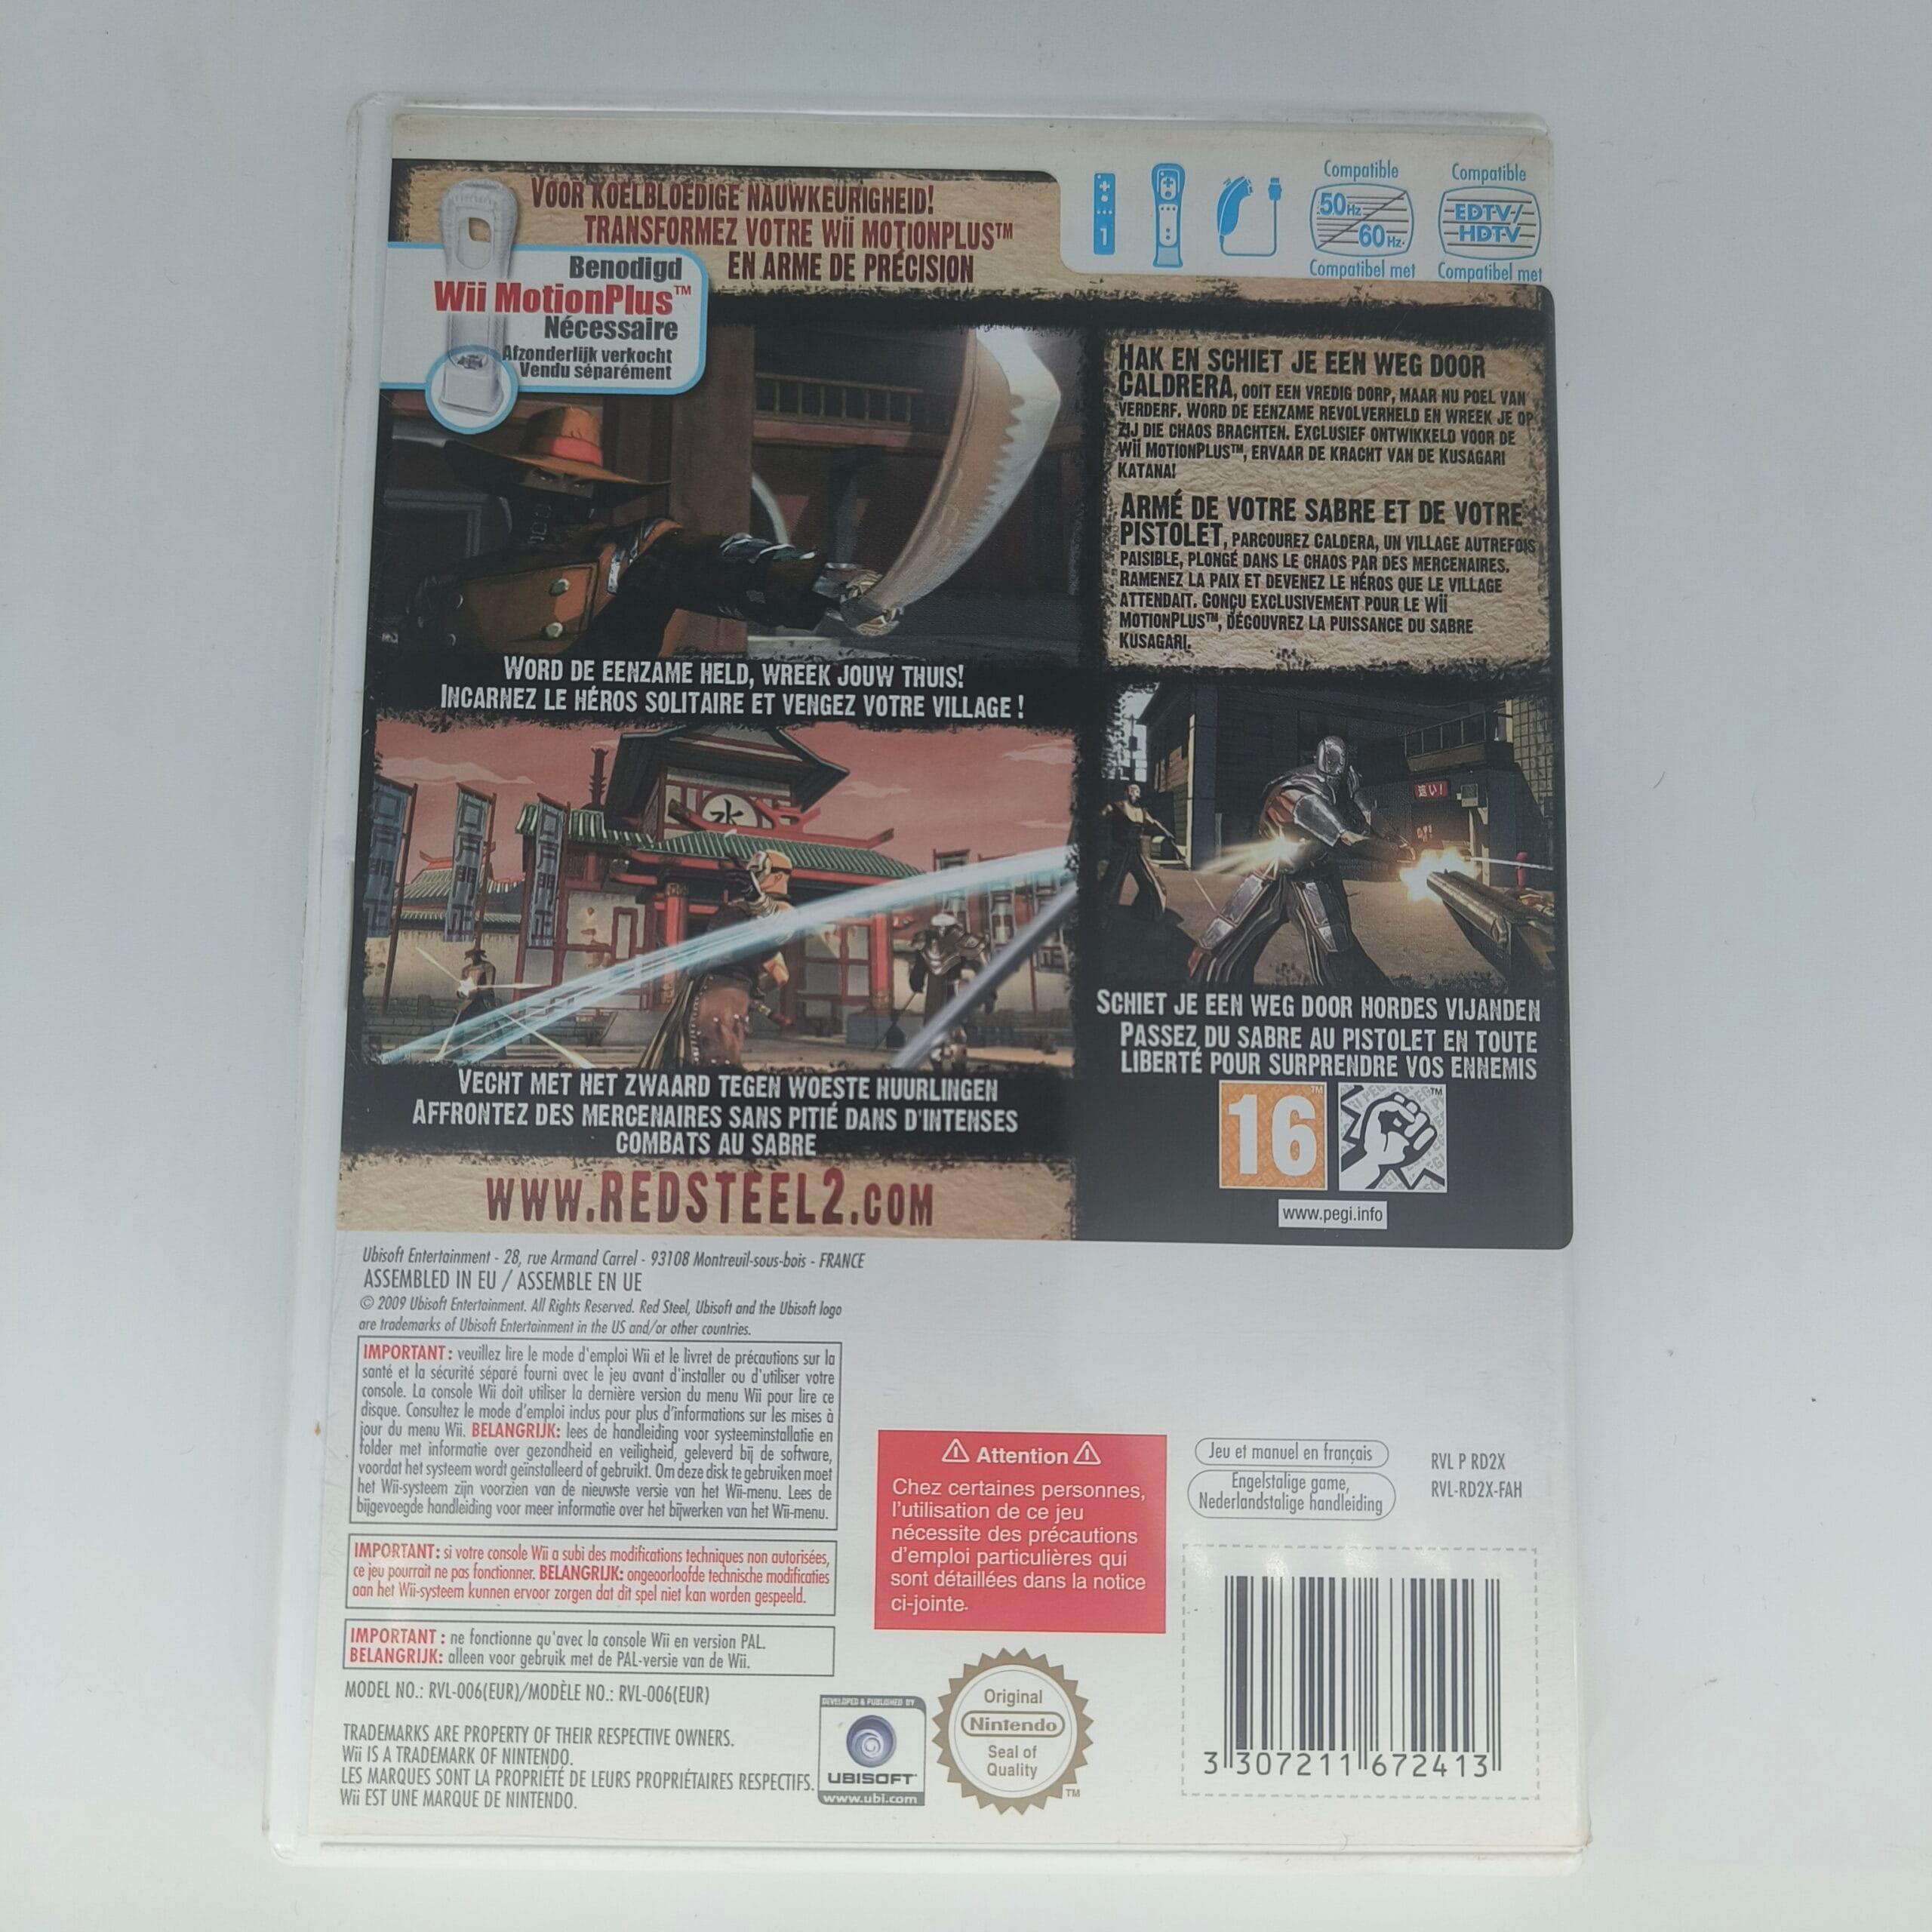 VOOR KOELBLOEDIGE NAUWKEURIGHEID!
TRANSFORMEZ VOTRE Wii MOTIONPLUS™
EN ARME DE PRÉCISION
Benodigd
Wii MotionPlus™
Nécessaire
Afzonderlijk verkocht
Vendu séparément
1
Compatible
50Hz
60Hz
Compatibel met
Compatible
EDTV/
HDTV
Compatibel met
HAK EN SCHIET JE EEN WEG DOOR
CALDRERA, OOIT EEN VREDIG DORP, MAAR NU POEL VAN
VERDERF. WORD DE EENZAME REVOLVERHELD EN WREEK JE OP
ZIJ DIE CHAOS BRACHTEN. EXCLUSIEF ONTWIKKELD VOOR DE
Wii MOTIONPLUS™, ERVAAR DE KRACHT VAN DE KUSAGARI
KATANA!
ARMÉ DE VOTRE SABRE ET DE VOTRE
PISTOLET, PARCOUREZ CALDERA, UN VILLAGE AUTREFOIS
PAISIBLE, PLONGÉ DANS LE CHAOS PAR DES MERCENAIRES.
RAMENEZ LA PAIX ET DEVENEZ LE HÉROS QUE LE VILLAGE
ATTENDAIT. CONÇU EXCLUSIVEMENT POUR LE Wii
MOTIONPLUS™, DÉCOUVREZ LA PUISSANCE DU SABRE
KUSAGARI.
WORD DE EENZAME HELD, WREEK JOUW THUIS!
INCARNEZ LE HÉROS SOLITAIRE ET VENGEZ VOTRE VILLAGE !
水
VECHT MET HET ZWAARD TEGEN WOESTE HUURLINGEN
AFFRONTEZ DES MERCENAIRES SANS PITIÉ DANS D'INTENSES
COMBATS AU SABRE
SCHIET JE EEN WEG DOOR HORDES VIJANDEN
PASSEZ DU SABRE AU PISTOLET EN TOUTE
LIBERTÉ POUR SURPRENDRE VOS ENNEMIS
16
www.pegi.info
WWW.REDSTEEL2.COM
Ubisoft Entertainment - 28, rue Armand Carrel - 93108 Montreuil-sous-bois - FRANCE
ASSEMBLED IN EU / ASSEMBLE EN UE
© 2009 Ubisoft Entertainment. All Rights Reserved. Red Steel, Ubisoft and the Ubisoft logo
are trademarks of Ubisoft Entertainment in the US and/or other countries.
IMPORTANT : veuillez lire le mode d'emploi Wii et le livret de précautions sur la
santé et la sécurité séparé fourni avec le jeu avant d'installer ou d'utiliser votre
console. La console Wii doit utiliser la dernière version du menu Wii pour lire ce
disque. Consultez le mode d'emploi inclus pour plus d'informations sur les mises à
jour du menu Wii. BELANGRIJK: lees de handleiding voor systeeminstallatie en
folder met informatie over gezondheid en veiligheid, geleverd bij de software,
voordat het systeem wordt geïnstalleerd of gebruikt. Om deze disk te gebruiken moet
het Wii-systeem zijn voorzien van de nieuwste versie van het Wii-menu. Lees de
bijgevoegde handleiding voor meer informatie over het bijwerken van het Wii-menu.
IMPORTANT: si votre console Wii a subi des modifications techniques non autorisées,
ce jeu pourrait ne pas fonctionner. BELANGRIJK: ongeoorloofde technische modificaties
aan het Wii-systeem kunnen ervoor zorgen dat dit spel niet kan worden gespeeld.
IMPORTANT : ne fonctionne qu'avec la console Wii en version PAL.
BELANGRIJK: alleen voor gebruik met de PAL-versie van de Wii.
MODEL NO.: RVL-006(EUR)/MODÈLE NO.: RVL-006(EUR)
TRADEMARKS ARE PROPERTY OF THEIR RESPECTIVE OWNERS.
Wii IS A TRADEMARK OF NINTENDO.
LES MARQUES SONT LA PROPRIÉTÉ DE LEURS PROPRIÉTAIRES RESPECTIFS.
Wii EST UNE MARQUE DE NINTENDO.
DEVELOPED & PUBLISHED BY
UBISOFT
www.ubi.com
Attention
Chez certaines personnes,
l'utilisation de ce jeu
nécessite des précautions
d'emploi particulières qui
sont détaillées dans la notice
ci-jointe.
Original
Nintendo
Seal of
Quality
TM
Jeu et manuel en français
Engelstalige game,
Nederlandstalige handleiding
RVL P RD2X
RVL-RD2X-FAH
3 307211 672413